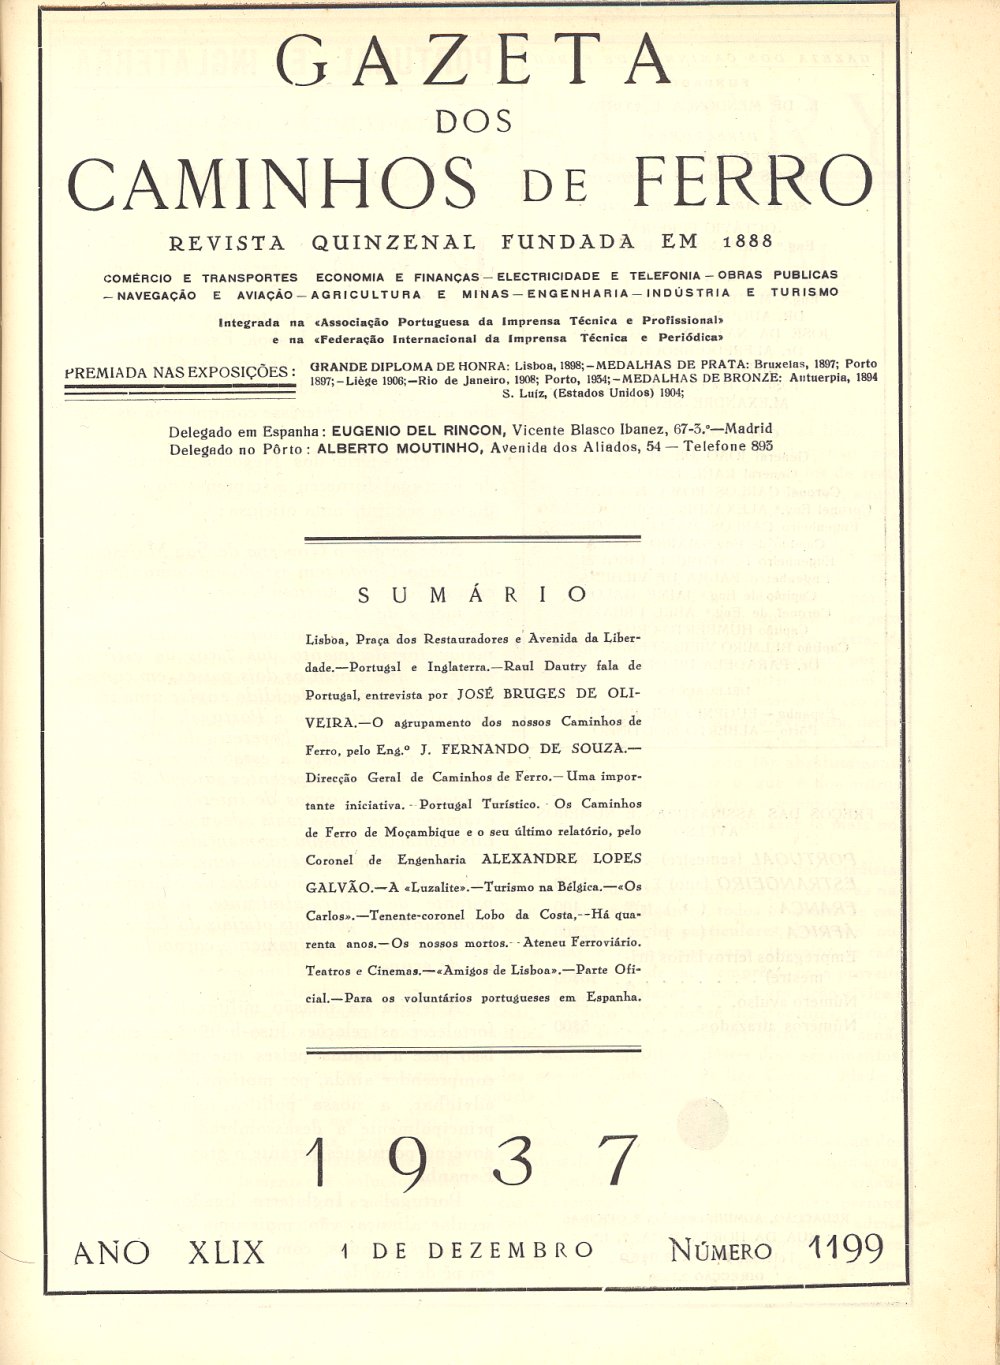 GAZETA
DOS
CAMINHOS DE FERRO
REVISTA QUINZENAL FUNDADA EM 1888
COMÉRCIO E TRANSPORTES ECONOMIA E FINANÇAS—ELECTRICIDADE E TELEFONIA—OBRAS PUBLICAS
—NAVEGAÇÃO E AVIAÇÃO—AGRICULTURA E MINAS—ENGENHARIA—INDÚSTRIA E TURISMO
Integrada na «Associação Portuguesa da Imprensa Técnica e Profissional»
e na «Federação Internacional da Imprensa Técnica e Periódica»
PREMIADA NAS EXPOSIÇÕES:
GRANDE DIPLOMA DE HONRA: Lisboa, 1898;—MEDALHAS DE PRATA: Bruxelas, 1897; Porto
1897;—Liège 1906;—Rio de Janeiro, 1908; Porto, 1934;—MEDALHAS DE BRONZE: Antuerpia, 1894
S. Luíz, (Estados Unidos) 1904;
Delegado em Espanha: EUGENIO DEL RINCON, Vicente Blasco Ibanez, 67-3.º—Madrid
Delegado no Pôrto: ALBERTO MOUTINHO, Avenida dos Aliados, 54 — Telefone 893
SUMÁRIO
Lisboa, Praça dos Restauradores e Avenida da Liber-
dade.—Portugal e Inglaterra.—Raul Dautry fala de
Portugal, entrevista por JOSÉ BRUGES DE OLI-
VEIRA.—O agrupamento dos nossos Caminhos de
Ferro, pelo Eng.º J. FERNANDO DE SOUZA.—
Direcção Geral de Caminhos de Ferro.—Uma impor-
tante iniciativa.—Portugal Turístico.—Os Caminhos
de Ferro de Moçambique e o seu último relatório, pelo
Coronel de Engenharia ALEXANDRE LOPES
GALVÃO.—A «Luzalite».—Turismo na Bélgica.—«Os
Carlos».—Tenente-coronel Lobo da Costa,—Há qua-
renta anos.—Os nossos mortos.—Ateneu Ferroviário.
Teatros e Cinemas.—«Amigos de Lisboa».—Parte Ofi-
cial.—Para os voluntários portugueses em Espanha.
1937
ANO XLIX 1 DE DEZEMBRO NÚMERO 1199